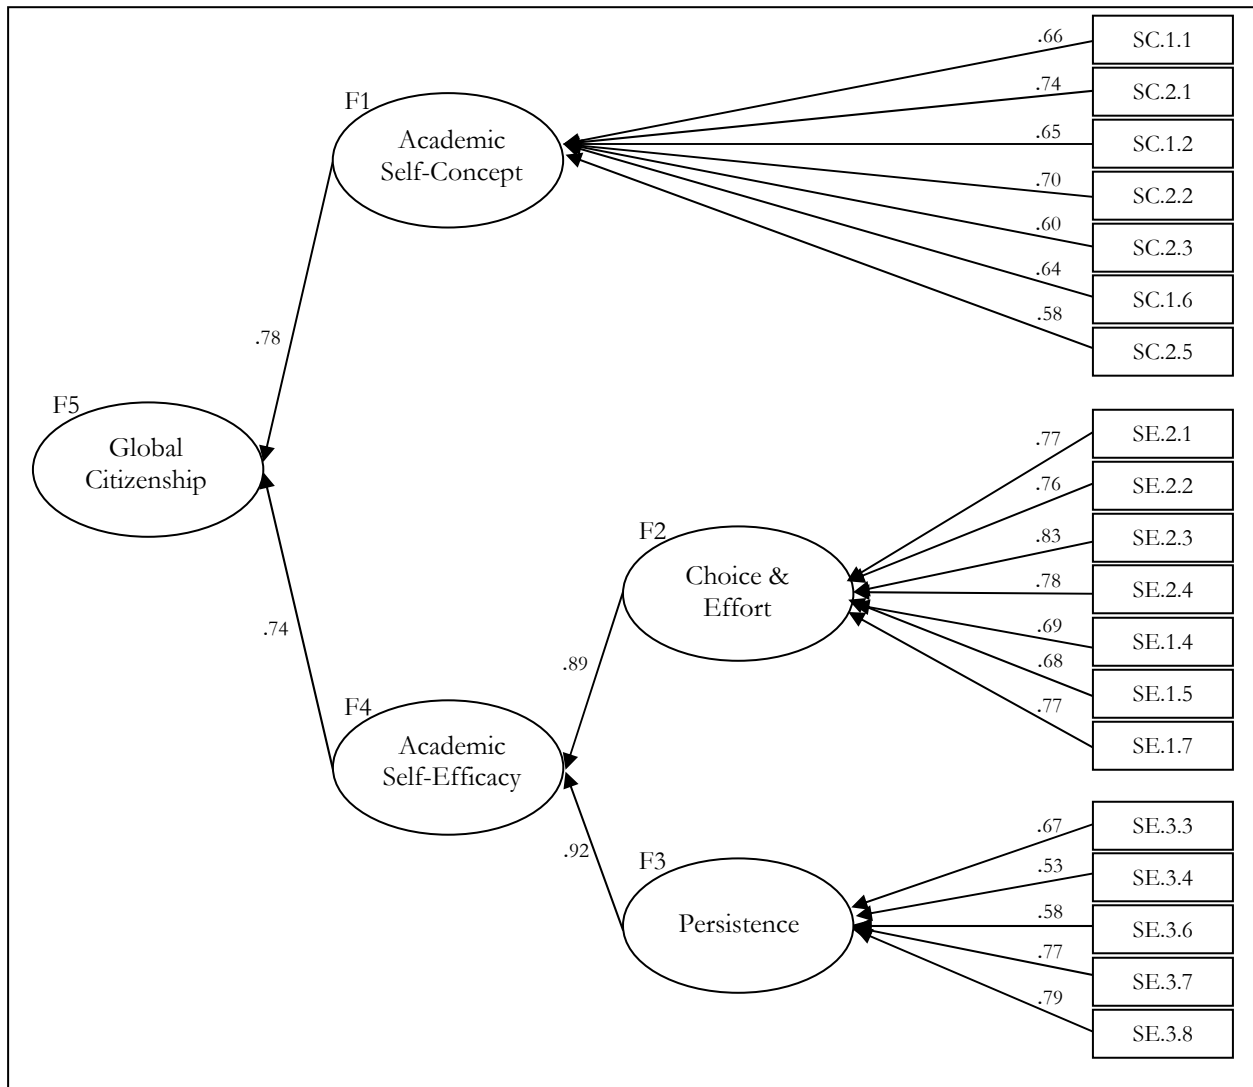 .66
SC.1.1
F1
.74
SC.2.1
Academic
Self-Concept
.65
SC.1.2
.70
SC.2.2
.60
SC.2.3
.64
SC.1.6
.58
SC.2.5
.78
F5
Global
Citizenship
.77
SE.2.1
.76
SE.2.2
F2
Choice &
Effort
.83
SE.2.3
.78
SE.2.4
.69
SE.1.4
.68
SE.1.5
.77
SE.1.7
.74
.89
F4
Academic
Self-Efficacy
.92
F3
Persistence
.67
SE.3.3
.53
SE.3.4
.58
SE.3.6
.77
SE.3.7
.79
SE.3.8